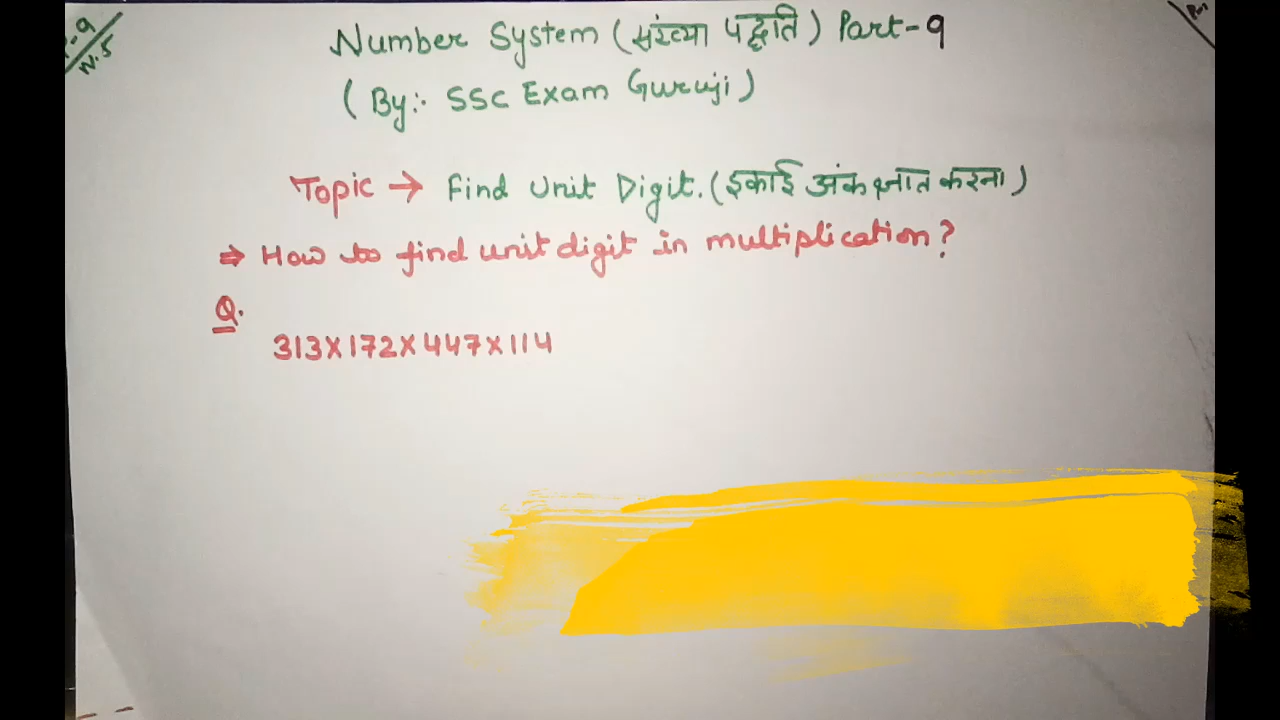 Number System (संख्या पद्धति) Part-9
(By:- SSC Exam Guruji)
Topic → Find Unit Digit. (इकाई अंक ज्ञात करना)
⇒ How to find unit digit in multiplication?
Q.
313×172×447×114
P-1
N.S